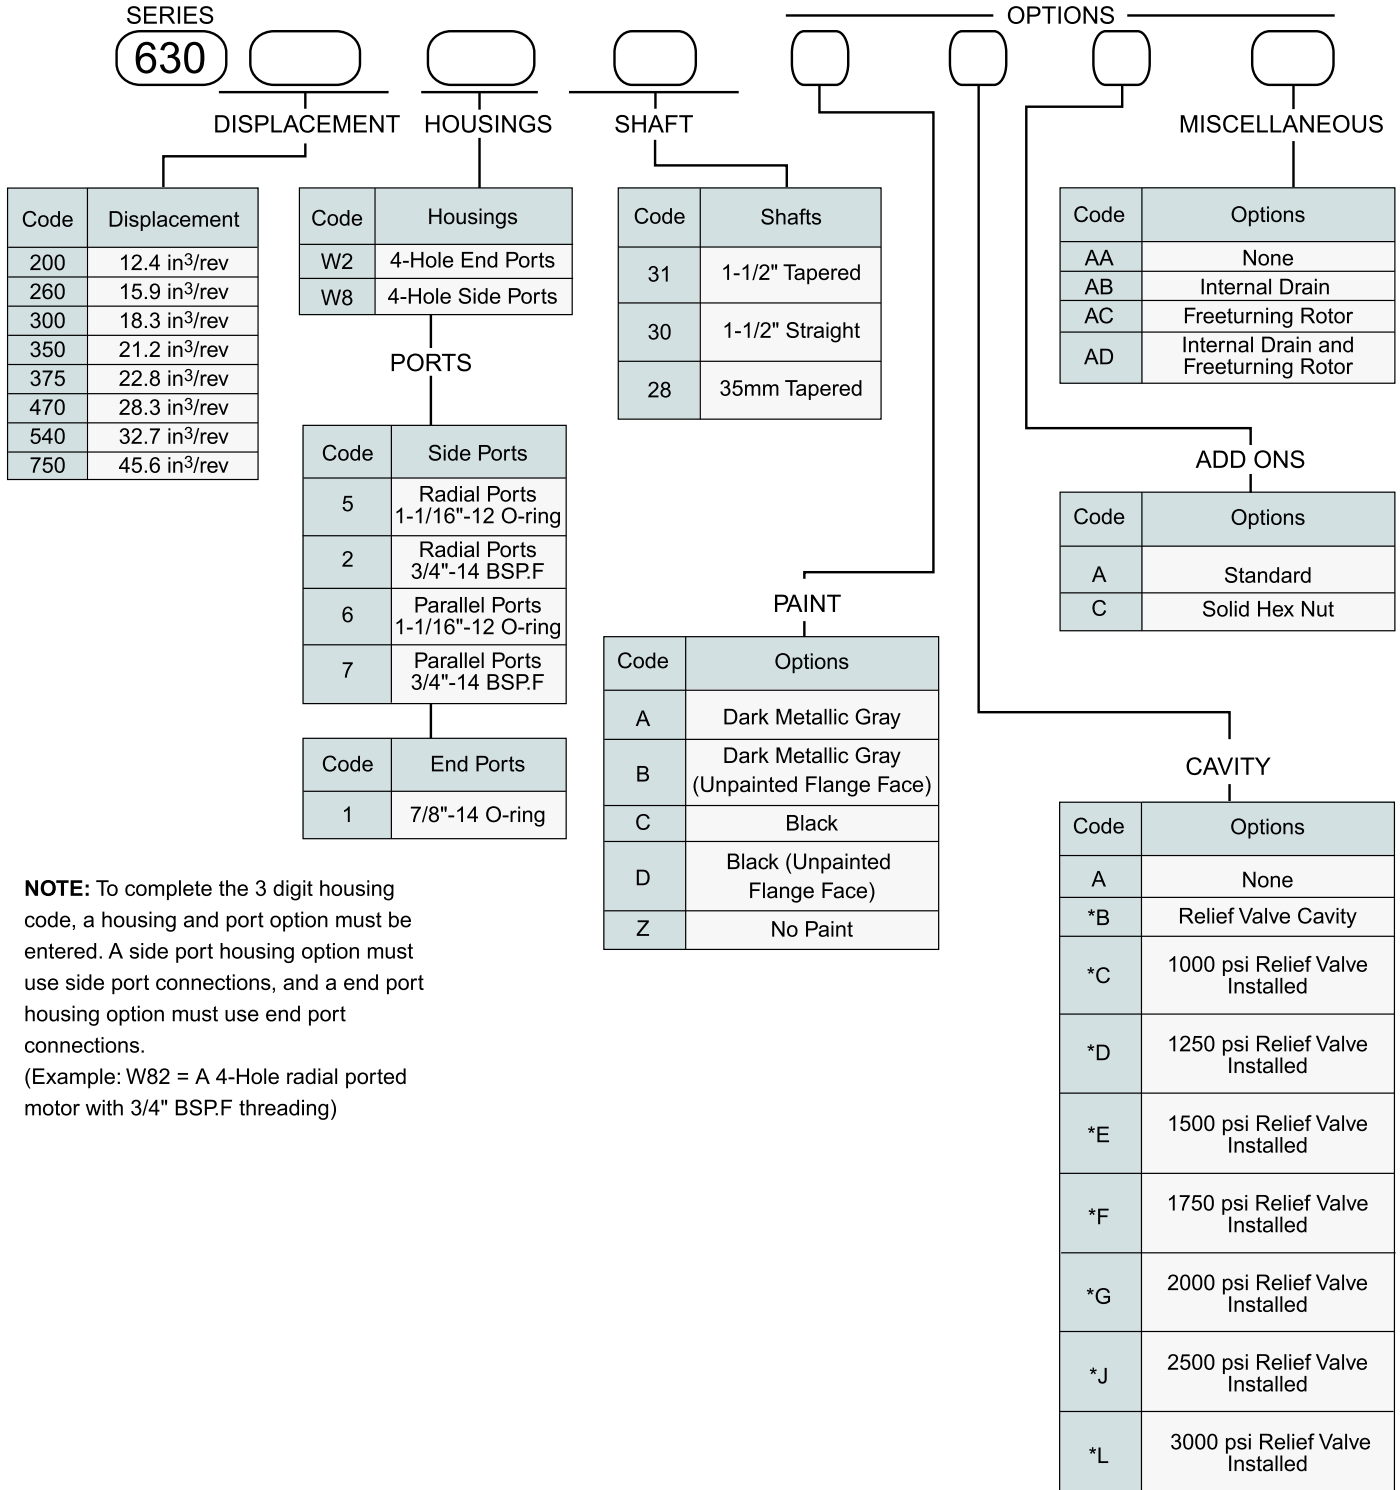 SERIES
OPTIONS
630
DISPLACEMENT
HOUSINGS
SHAFT
MISCELLANEOUS
Code Displacement
200 12.4 in³/rev
260 15.9 in³/rev
300 18.3 in³/rev
350 21.2 in³/rev
375 22.8 in³/rev
470 28.3 in³/rev
540 32.7 in³/rev
750 45.6 in³/rev
Code Housings
W2 4-Hole End Ports
W8 4-Hole Side Ports
PORTS
Code Side Ports
5 Radial Ports
1-1/16"-12 O-ring
2 Radial Ports
3/4"-14 BSP.F
6 Parallel Ports
1-1/16"-12 O-ring
7 Parallel Ports
3/4"-14 BSP.F
Code End Ports
1 7/8"-14 O-ring
NOTE: To complete the 3 digit housing
code, a housing and port option must be
entered. A side port housing option must
use side port connections, and a end port
housing option must use end port
connections.
(Example: W82 = A 4-Hole radial ported
motor with 3/4" BSP.F threading)
Code Shafts
31 1-1/2" Tapered
30 1-1/2" Straight
28 35mm Tapered
PAINT
Code Options
A Dark Metallic Gray
B Dark Metallic Gray
(Unpainted Flange Face)
C Black
D Black (Unpainted
Flange Face)
Z No Paint
Code Options
AA None
AB Internal Drain
AC Freeturning Rotor
AD Internal Drain and
Freeturning Rotor
ADD ONS
Code Options
A Standard
C Solid Hex Nut
CAVITY
Code Options
A None
*B Relief Valve Cavity
*C 1000 psi Relief Valve
Installed
*D 1250 psi Relief Valve
Installed
*E 1500 psi Relief Valve
Installed
*F 1750 psi Relief Valve
Installed
*G 2000 psi Relief Valve
Installed
*J 2500 psi Relief Valve
Installed
*L 3000 psi Relief Valve
Installed